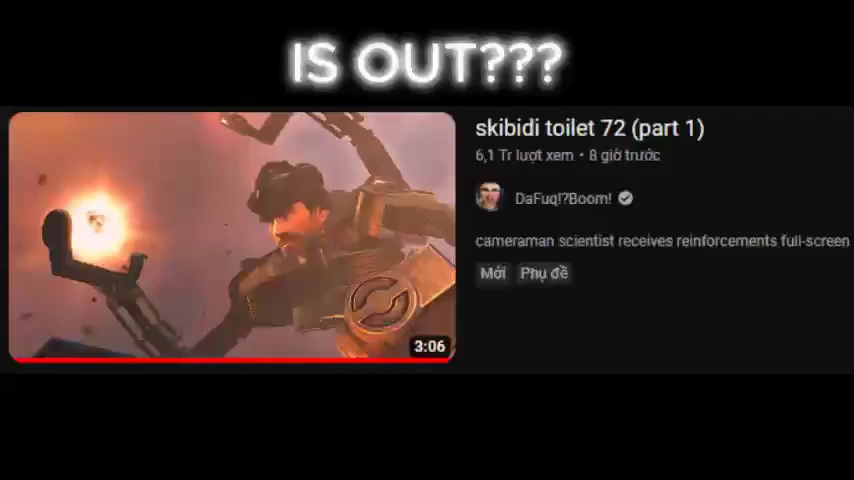 IS OUT???
skibidi toilet 72 (part 1)
6,1 Tr lượt xem • 8 giờ trước
DaFuq!?Boom!
cameraman scientist receives reinforcements full-screen
Mới Phụ đề
3:06